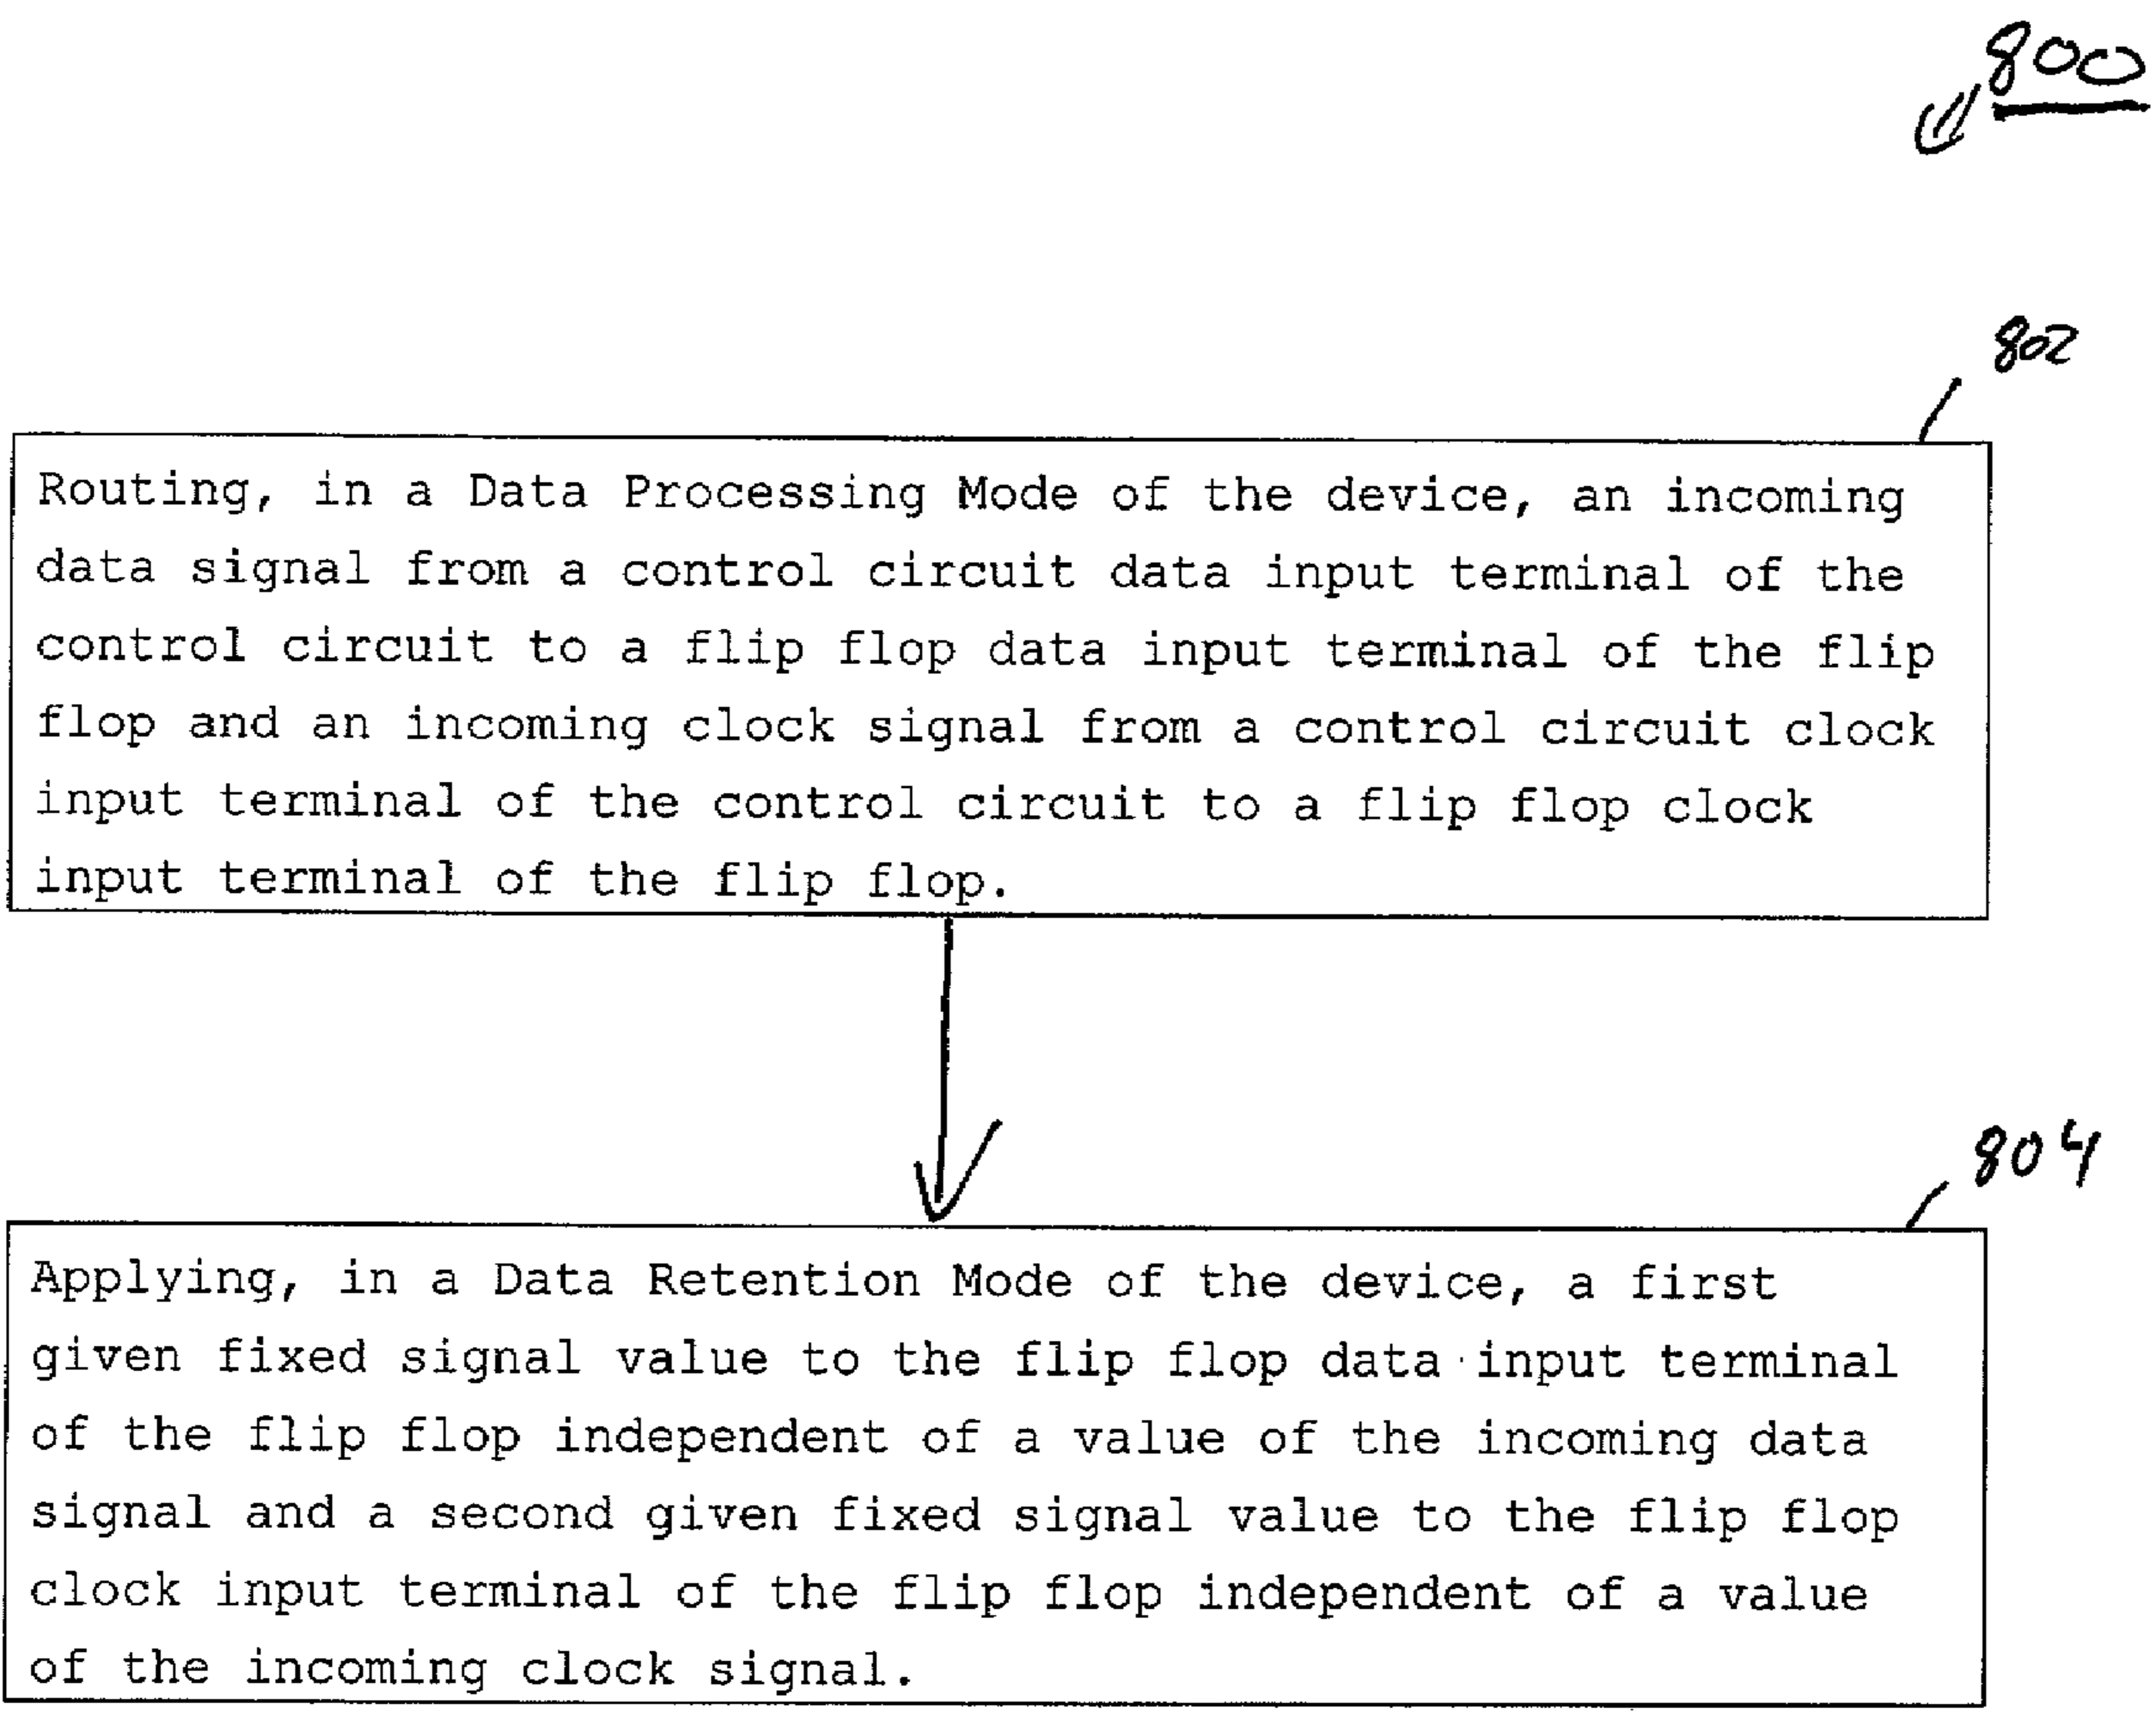 800
802
Routing, in a Data Processing Mode of the device, an incoming
data signal from a control circuit data input terminal of the
control circuit to a flip flop data input terminal of the flip
flop and an incoming clock signal from a control circuit clock
input terminal of the control circuit to a flip flop clock
input terminal of the flip flop.
804
Applying, in a Data Retention Mode of the device, a first
given fixed signal value to the flip flop data input terminal
of the flip flop independent of a value of the incoming data
signal and a second given fixed signal value to the flip flop
clock input terminal of the flip flop independent of a value
of the incoming clock signal.